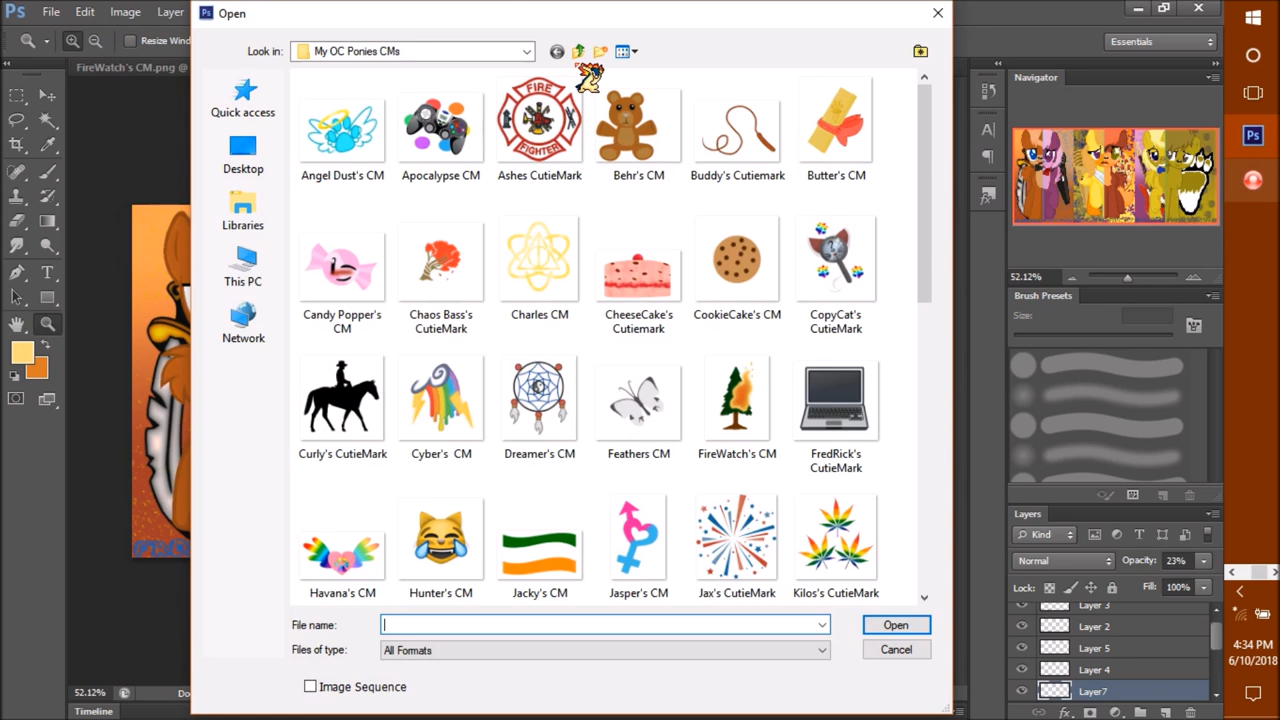 Ps File Edit Image Layer
Open
Resize Wind
Essentials
FireWatch's CM.png @
Look in: My OC Ponies CMs
Navigator
Quick access
Desktop
Libraries
This PC
Network
FIRE
FIGHTER
Angel Dust's CM Apocalypse CM Ashes CutieMark Behr's CM Buddy's Cutiemark Butter's CM
Candy Popper's CM Chaos Bass's CutieMark Charles CM CheeseCake's Cutiemark CookieCake's CM CopyCat's CutieMark
Curly's CutieMark Cyber's CM Dreamer's CM Feathers CM FireWatch's CM FredRick's CutieMark
Havana's CM Hunter's CM Jacky's CM Jasper's CM Jax's CutieMark Kilos's CutieMark
File name:
Open
Files of type: All Formats
Cancel
Image Sequence
52.12%
Brush Presets
Size:
Layers
Kind
Normal
Opacity: 23%
Lock:
Fill: 100%
Layer 3
Layer 2
Layer 5
Layer 4
Layer7
52.12%
Do
Timeline
Ps
4:34 PM
6/10/2018